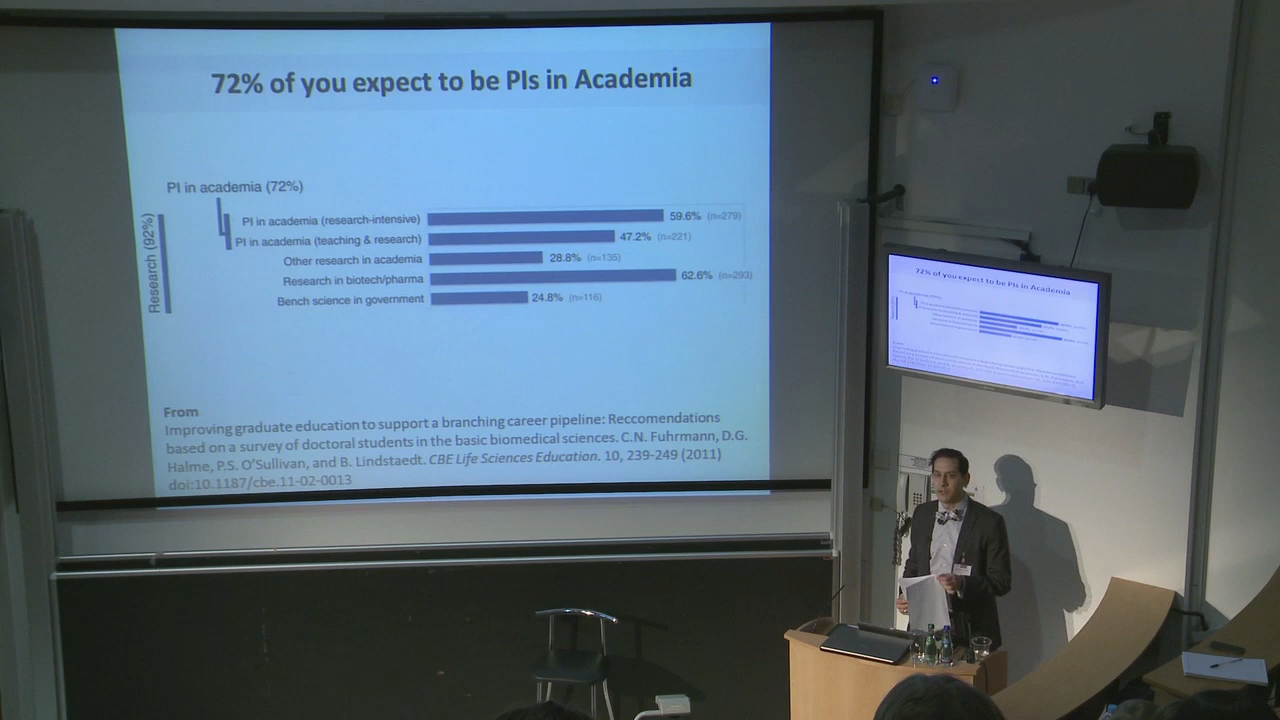 72% of you expect to be PIs in Academia
PI in academia (72%)
Research (92%)
PI in academia (research-intensive) 59.6% (n=279)
PI in academia (teaching & research) 47.2% (n=221)
Other research in academia 28.8% (n=135)
Research in biotech/pharma 62.6% (n=293)
Bench science in government 24.8% (n=116)
From
Improving graduate education to support a branching career pipeline: Reccomendations
based on a survey of doctoral students in the basic biomedical sciences. C.N. Fuhrmann, D.G.
Halme, P.S. O'Sullivan, and B. Lindstaedt. CBE Life Sciences Education. 10, 239-249 (2011)
doi:10.1187/cbe.11-02-0013
72% of you expect to be PIs in Academia